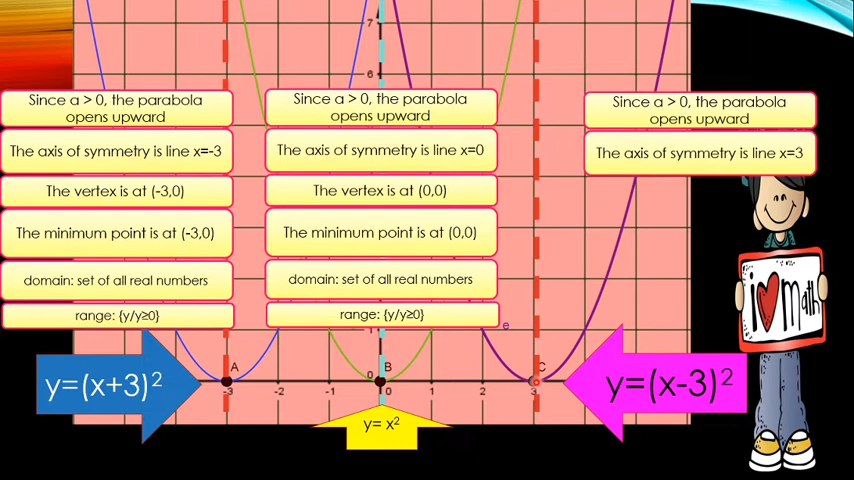 7
6
Since a > 0, the parabola
opens upward
The axis of symmetry is line x=-3
The vertex is at (-3,0)
The minimum point is at (-3,0)
domain: set of all real numbers
range: {y/y≥0}
Since a > 0, the parabola
opens upward
The axis of symmetry is line x=0
The vertex is at (0,0)
The minimum point is at (0,0)
domain: set of all real numbers
range: {y/y≥0}
Since a > 0, the parabola
opens upward
The axis of symmetry is line x=3
i ♥ math
1
e
A
B
C
0
-3 -2 -1 0 1 2 3
y=(x+3)²
y= x²
y=(x-3)²